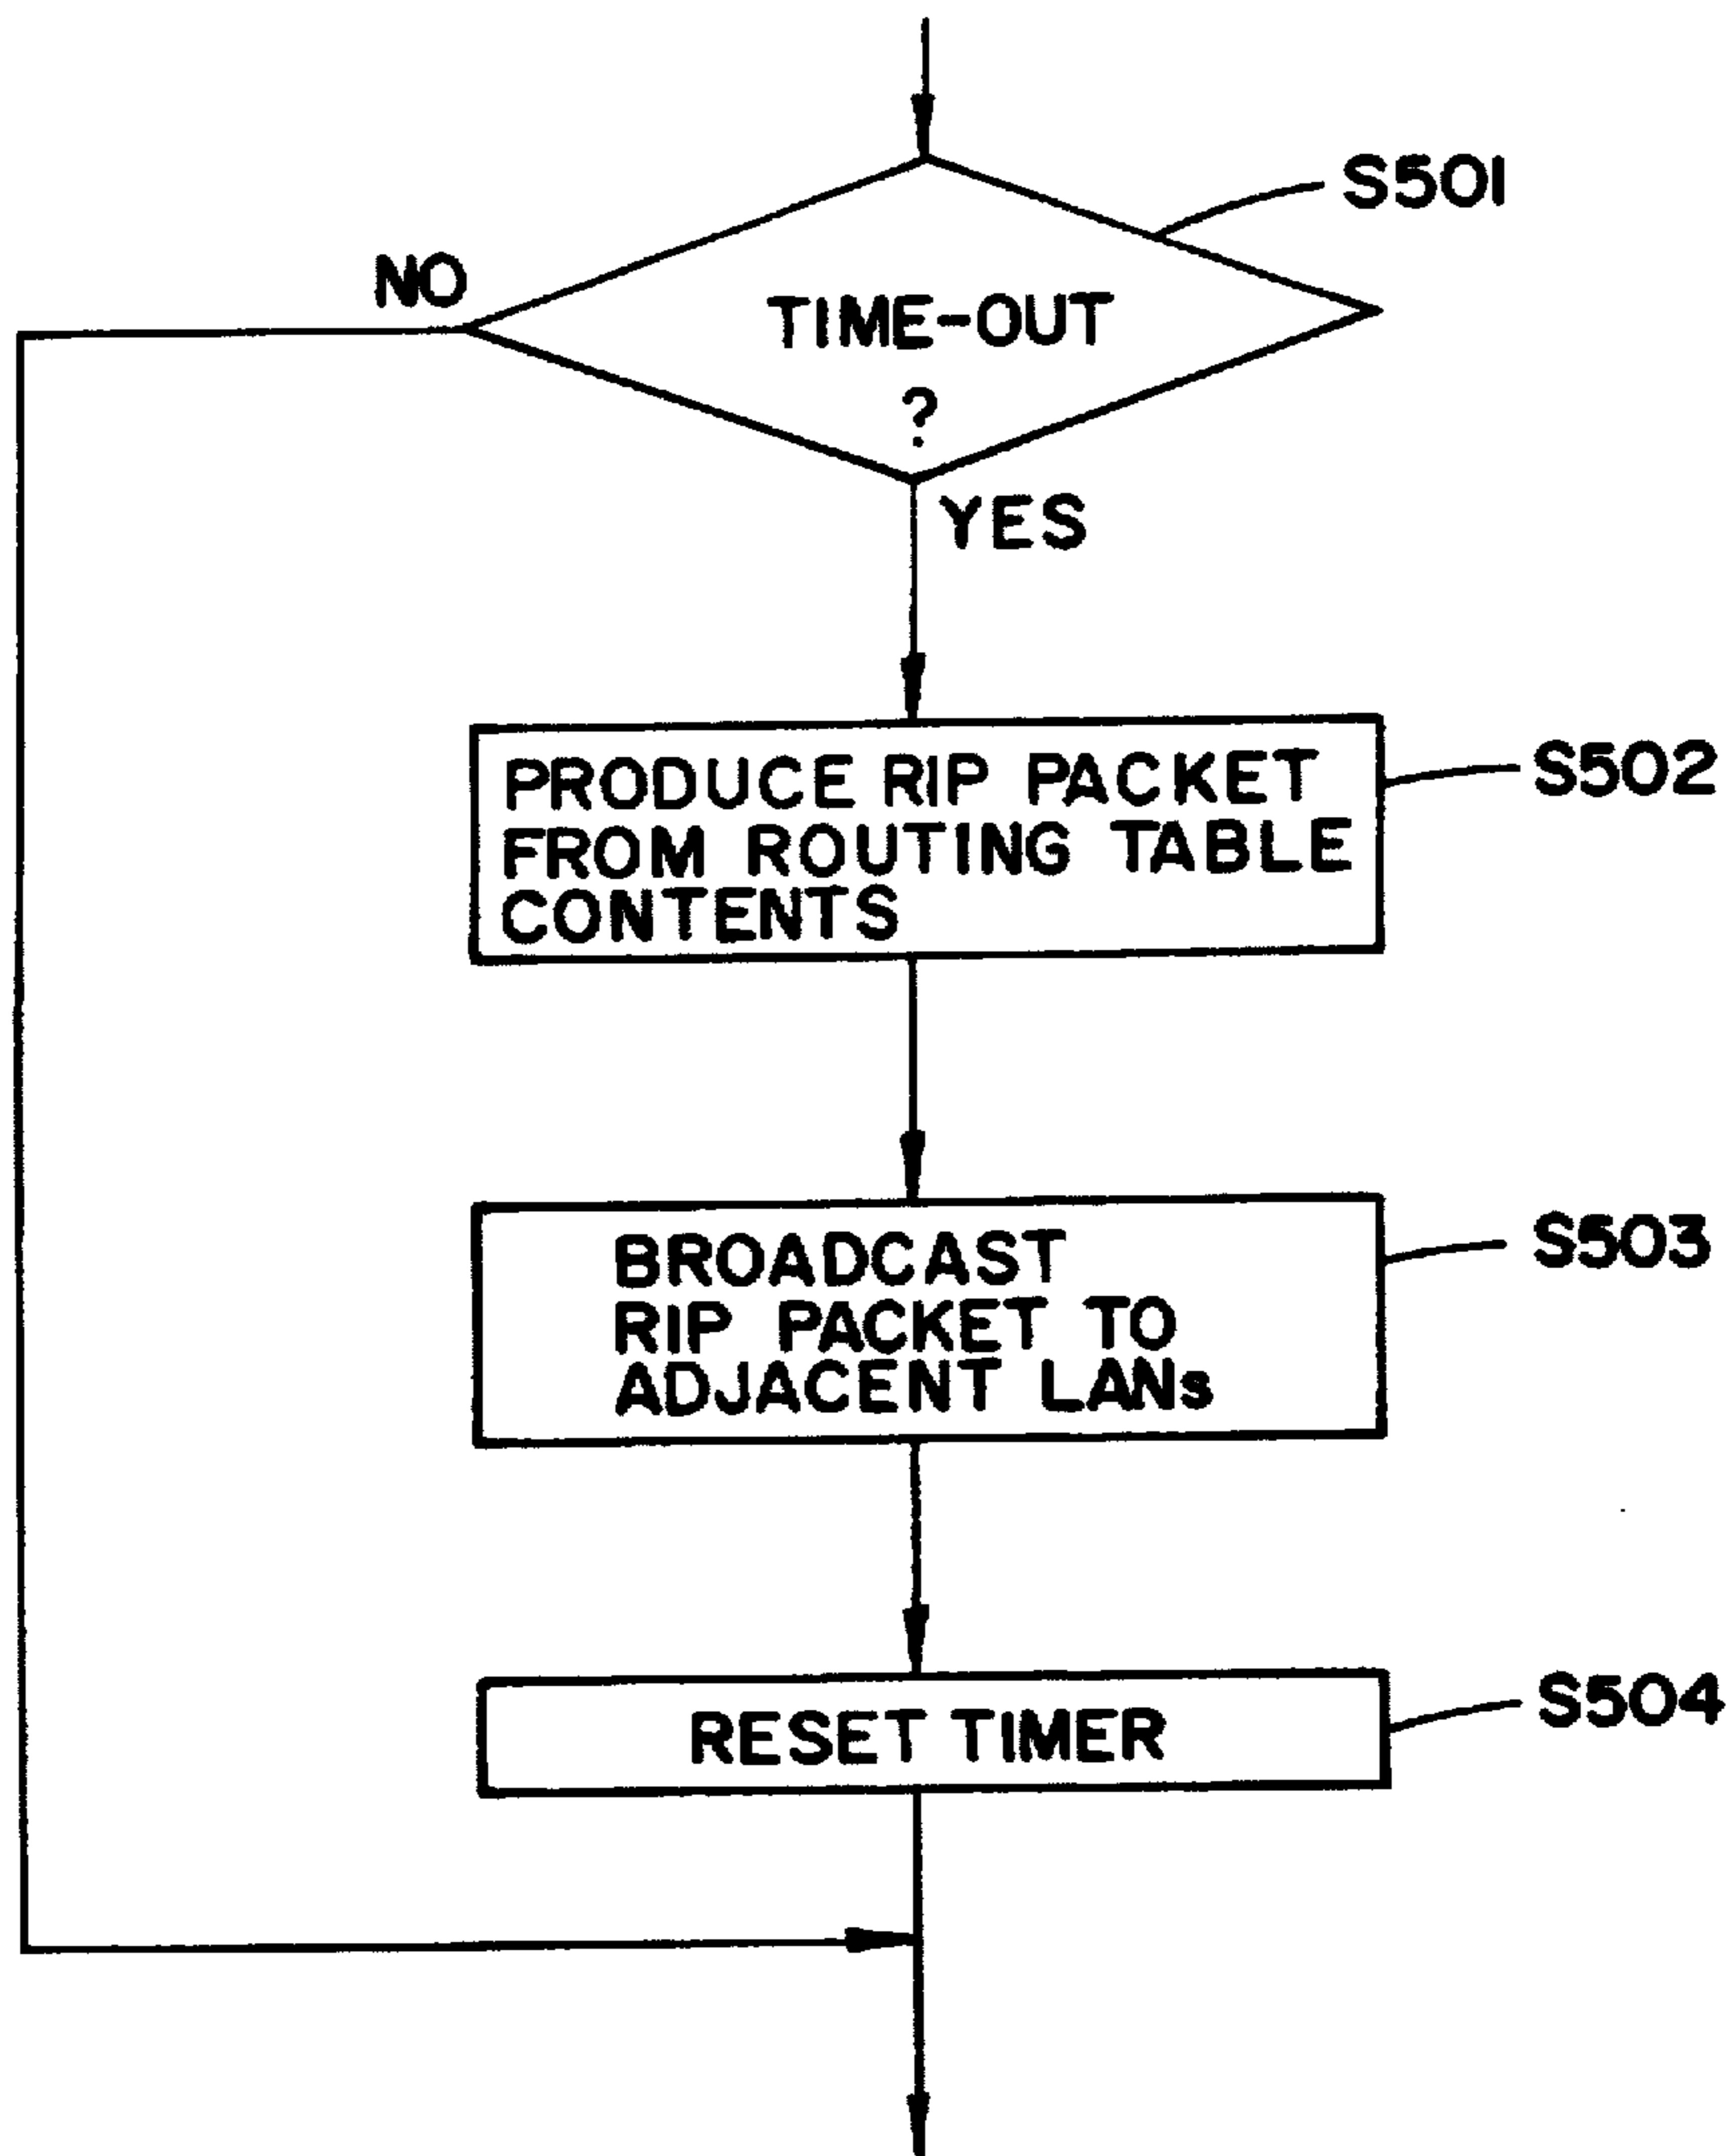 S501
NO
TIME-OUT
?
YES
PRODUCE RIP PACKET
FROM ROUTING TABLE
CONTENTS
S502
BROADCAST
RIP PACKET TO
ADJACENT LANs
S503
RESET TIMER
S504